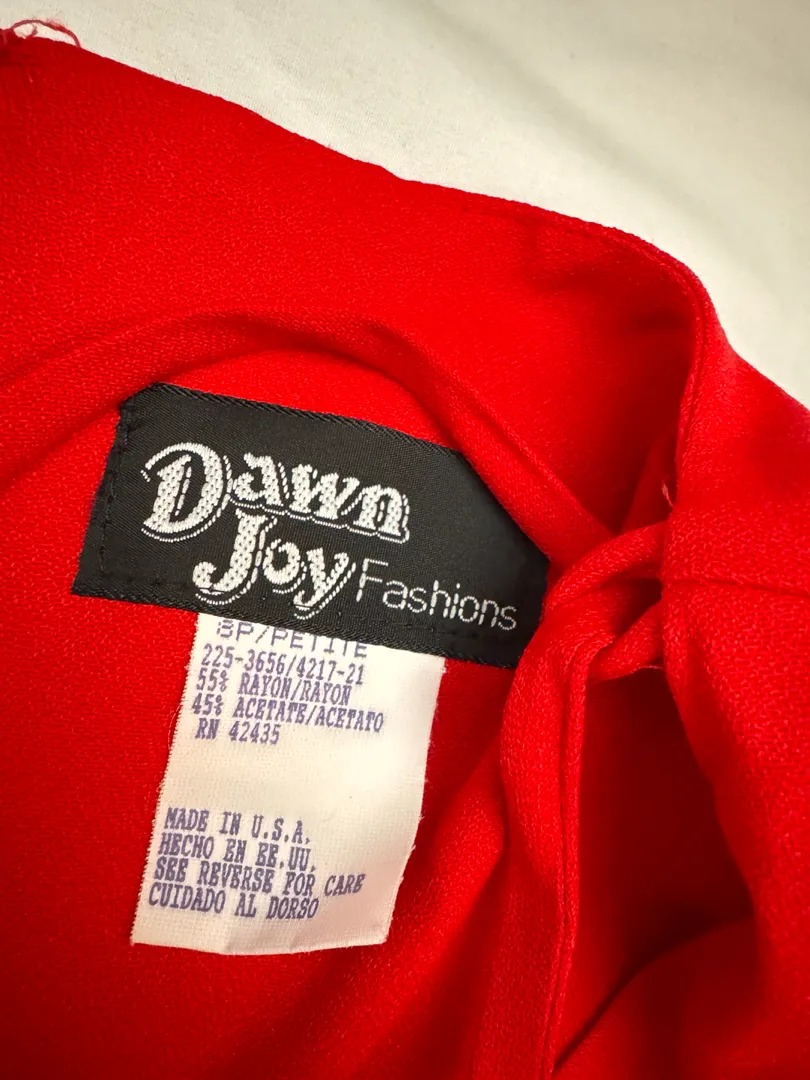 Dawn
Joy Fashions
8P/PETITE
225-3656/4217-21
55% RAYON/RAYON
45% ACETATE/ACETATO
RN 42435
MADE IN U.S.A.
HECHO EN EE.UU.
SEE REVERSE FOR CARE
CUIDADO AL DORSO